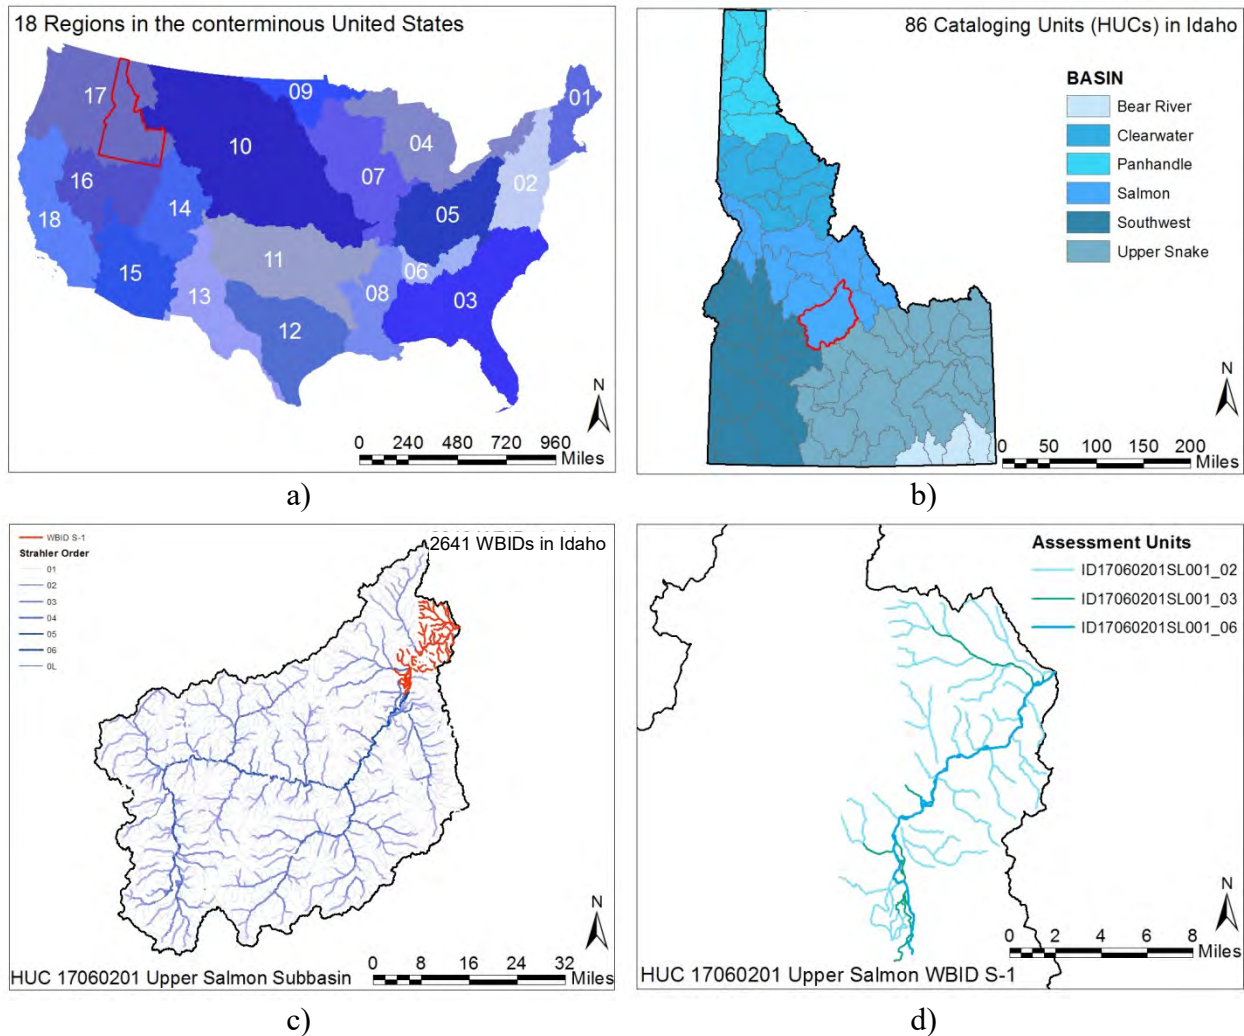 18 Regions in the conterminous United States
17
09
01
10
04
16
07
02
14
05
18
11
06
15
13
08
03
12
N
0 240 480 720 960
Miles
a)
86 Cataloging Units (HUCs) in Idaho
BASIN
Bear River
Clearwater
Panhandle
Salmon
Southwest
Upper Snake
N
0 50 100 150 200
Miles
b)
WBID S-1
Strahler Order
01
02
03
04
05
06
0L
2641 WBIDs in Idaho
N
0 8 16 24 32
Miles
HUC 17060201 Upper Salmon Subbasin
c)
Assessment Units
ID17060201SL001_02
ID17060201SL001_03
ID17060201SL001_06
N
0 2 4 6 8
Miles
HUC 17060201 Upper Salmon WBID S-1
d)